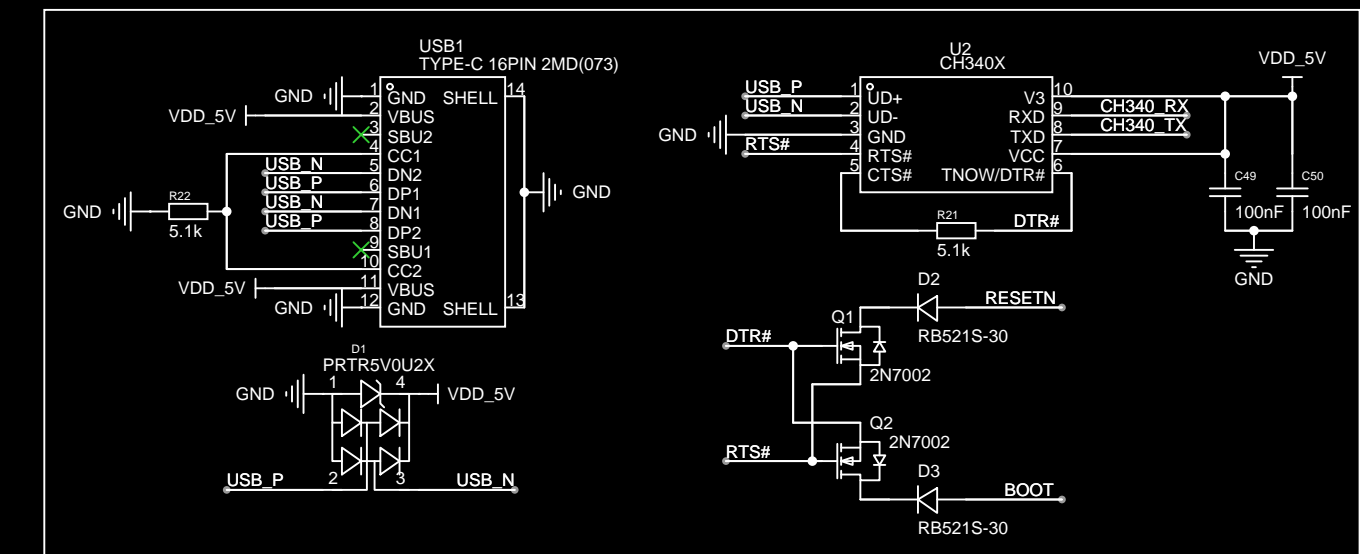 USB1
TYPE-C 16PIN 2MD(073)
GND
1
GND
SHELL
14
VDD_5V
2
VBUS
3
SBU2
4
CC1
USB_N
5
DN2
USB_P
6
DP1
USB_N
7
DN1
USB_P
8
DP2
9
SBU1
10
CC2
VDD_5V
11
VBUS
GND
12
GND
SHELL
13
GND
R22
5.1k
GND
D1
PRTR5V0U2X
GND
1
4
VDD_5V
USB_P
2
3
USB_N
U2
CH340X
USB_P
1
UD+
USB_N
2
UD-
GND
3
GND
RTS#
4
RTS#
5
CTS#
V3
10
RXD
9
CH340_RX
TXD
8
CH340_TX
VCC
7
TNOW/DTR#
6
R21
5.1k
DTR#
VDD_5V
C49
100nF
C50
100nF
GND
D2
RESETN
RB521S-30
Q1
DTR#
2N7002
Q2
2N7002
RTS#
D3
BOOT
RB521S-30